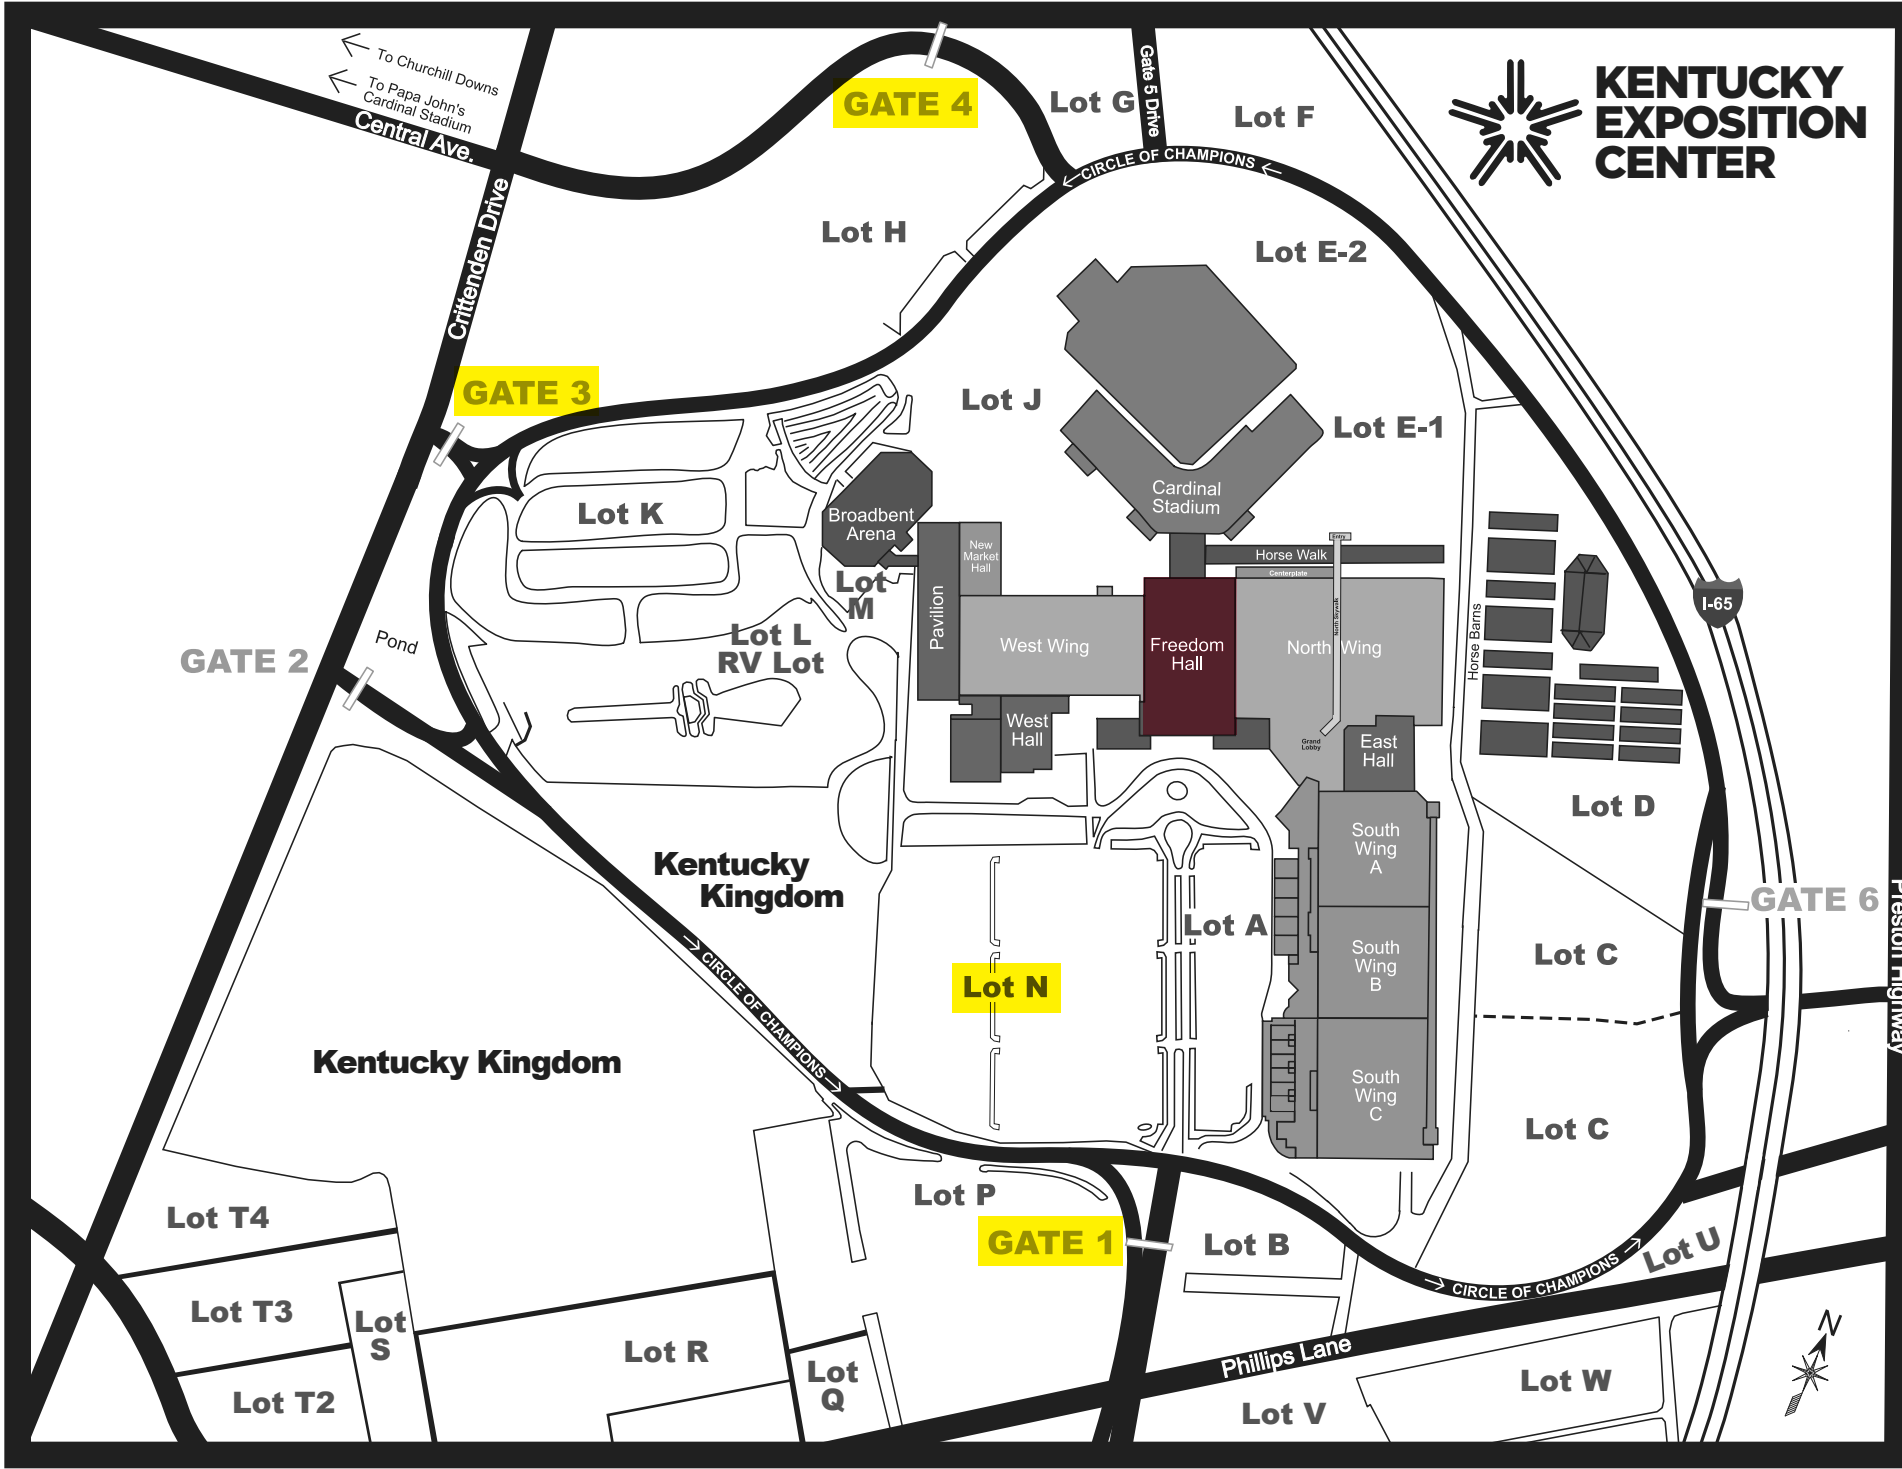 To Churchill Downs
To Papa John's
Cardinal Stadium
Central Ave.
Crittenden Drive
GATE 4
Lot G
Gate 5 Drive
Lot F
KENTUCKY
EXPOSITION
CENTER
CIRCLE OF CHAMPIONS
Lot H
Lot E-2
GATE 3
Lot J
Lot E-1
Lot K
Broadbent
Arena
Cardinal
Stadium
New
Market
Hall
Entry
Horse Walk
Centerplate
Lot
M
Pavilion
West Wing
Freedom
Hall
North Wing
North Skywalk
Horse Barns
I-65
GATE 2
Pond
Lot L
RV Lot
West
Hall
Grand
Lobby
East
Hall
Lot D
South
Wing
A
Kentucky
Kingdom
Lot A
GATE 6
Preston Highway
South
Wing
B
Lot C
Lot N
CIRCLE OF CHAMPIONS
Kentucky Kingdom
South
Wing
C
Lot C
Lot P
GATE 1
Lot B
Lot U
CIRCLE OF CHAMPIONS
Lot T4
Lot T3
Lot
S
Lot R
Lot
Q
Phillips Lane
Lot T2
Lot V
Lot W
N